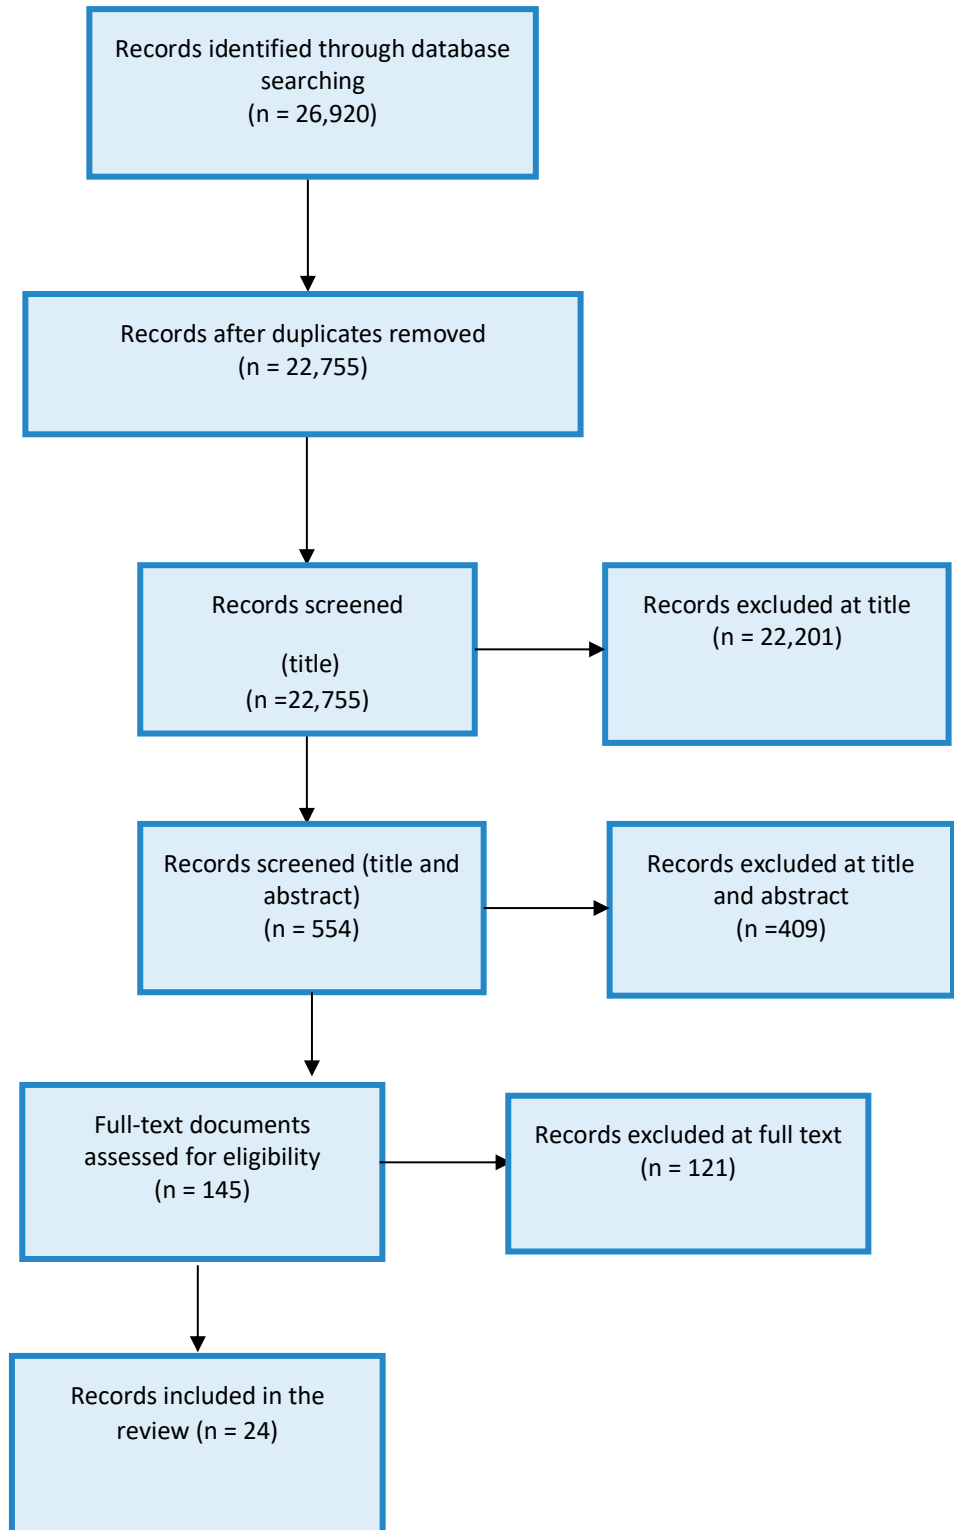 Records identified through database
searching
(n = 26,920)
Records after duplicates removed
(n = 22,755)
Records screened
(title)
(n =22,755)
Records excluded at title
(n = 22,201)
Records screened (title and
abstract)
(n = 554)
Records excluded at title
and abstract
(n =409)
Full-text documents
assessed for eligibility
(n = 145)
Records excluded at full text
(n = 121)
Records included in the
review (n = 24)